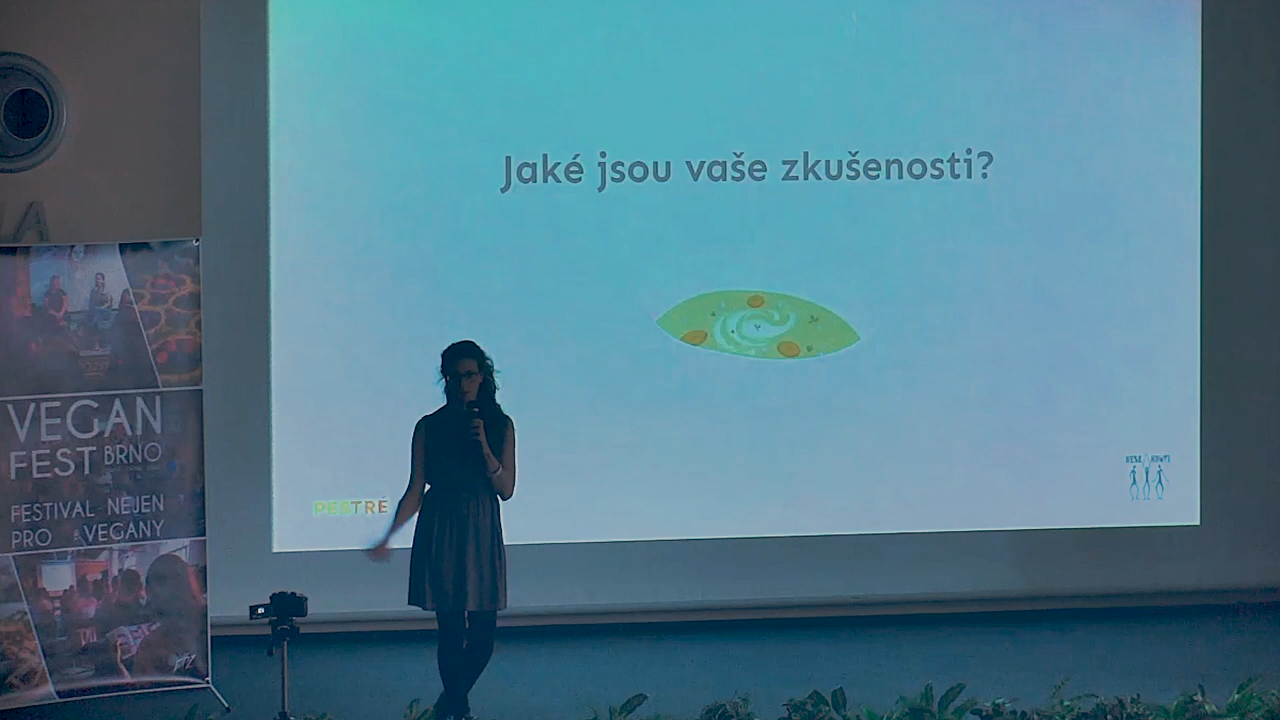 Jaké jsou vaše zkušenosti?
PESTRÉ
VEGAN
FEST BRNO
FESTIVAL NEJEN
PRO VEGANY